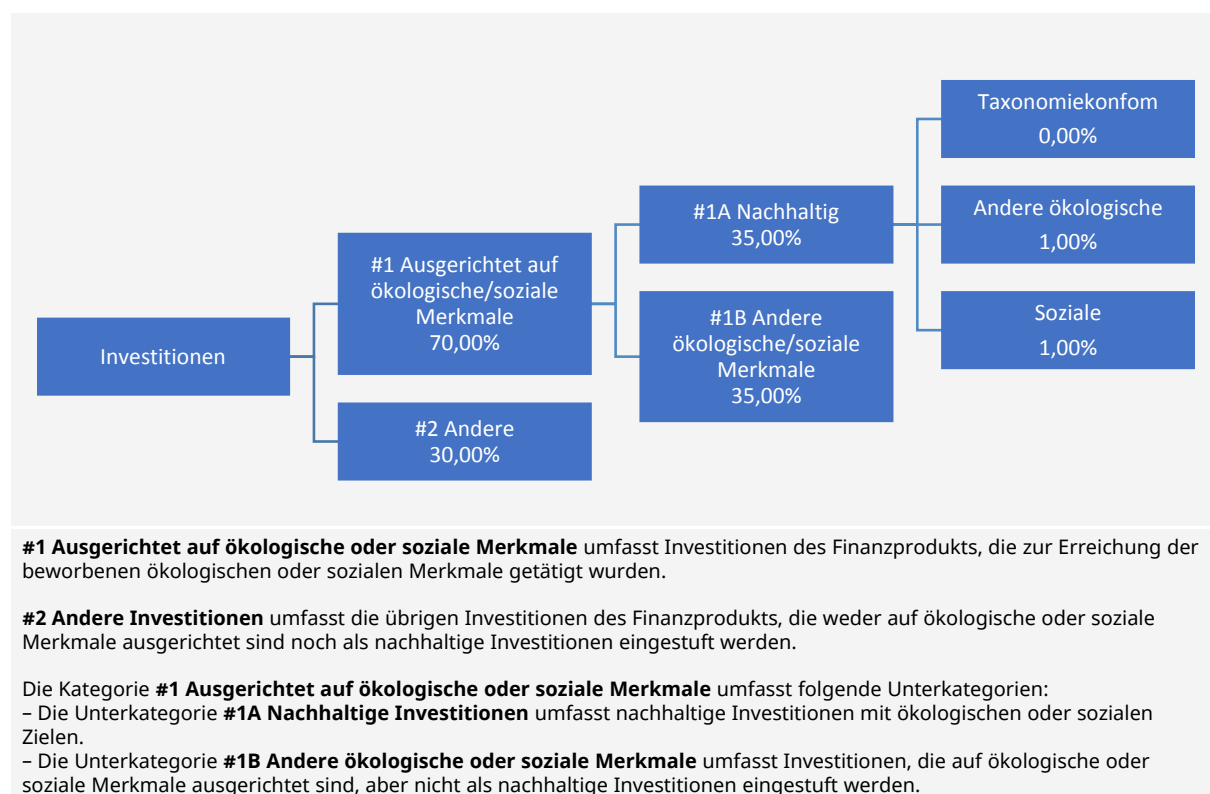 Investitionen
#1 Ausgerichtet auf
ökologische/soziale
Merkmale
70,00%
#2 Andere
30,00%
#1A Nachhaltig
35,00%
#1B Andere
ökologische/soziale
Merkmale
35,00%
Taxonomiekonfom
0,00%
Andere ökologische
1,00%
Soziale
1,00%
#1 Ausgerichtet auf ökologische oder soziale Merkmale umfasst Investitionen des Finanzprodukts, die zur Erreichung der
beworbenen ökologischen oder sozialen Merkmale getätigt wurden.
#2 Andere Investitionen umfasst die übrigen Investitionen des Finanzprodukts, die weder auf ökologische oder soziale
Merkmale ausgerichtet sind noch als nachhaltige Investitionen eingestuft werden.
Die Kategorie #1 Ausgerichtet auf ökologische oder soziale Merkmale umfasst folgende Unterkategorien:
– Die Unterkategorie #1A Nachhaltige Investitionen umfasst nachhaltige Investitionen mit ökologischen oder sozialen
Zielen.
– Die Unterkategorie #1B Andere ökologische oder soziale Merkmale umfasst Investitionen, die auf ökologische oder
soziale Merkmale ausgerichtet sind, aber nicht als nachhaltige Investitionen eingestuft werden.